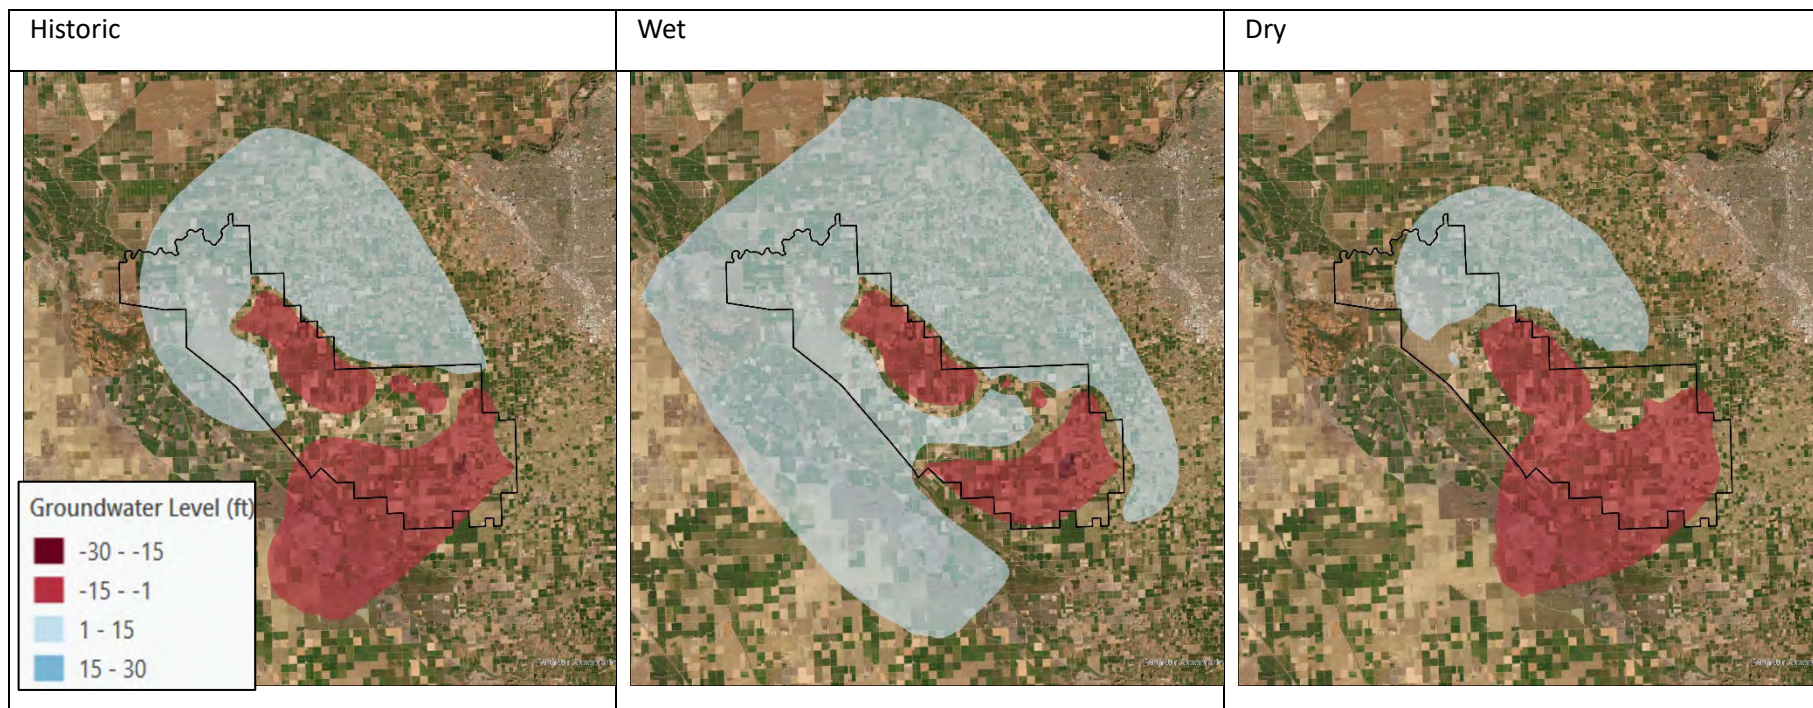 Historic
Wet
Dry
Groundwater Level (ft)
-30 - -15
-15 - -1
1 - 15
15 - 30